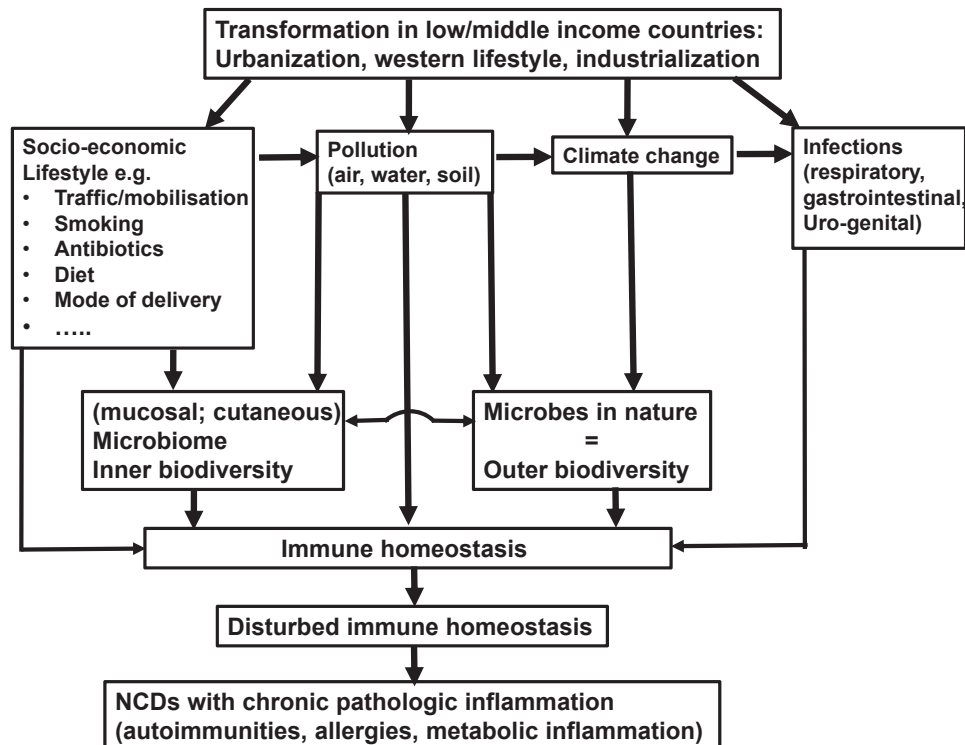 Transformation in low/middle income countries:
Urbanization, western lifestyle, industrialization
Socio-economic
Lifestyle e.g.
• Traffic/mobilisation
• Smoking
• Antibiotics
• Diet
• Mode of delivery
• …..
Pollution
(air, water, soil)
Climate change
Infections
(respiratory,
gastrointestinal,
Uro-genital)
(mucosal; cutaneous)
Microbiome
Inner biodiversity
Microbes in nature
=
Outer biodiversity
Immune homeostasis
Disturbed immune homeostasis
NCDs with chronic pathologic inflammation
(autoimmunities, allergies, metabolic inflammation)